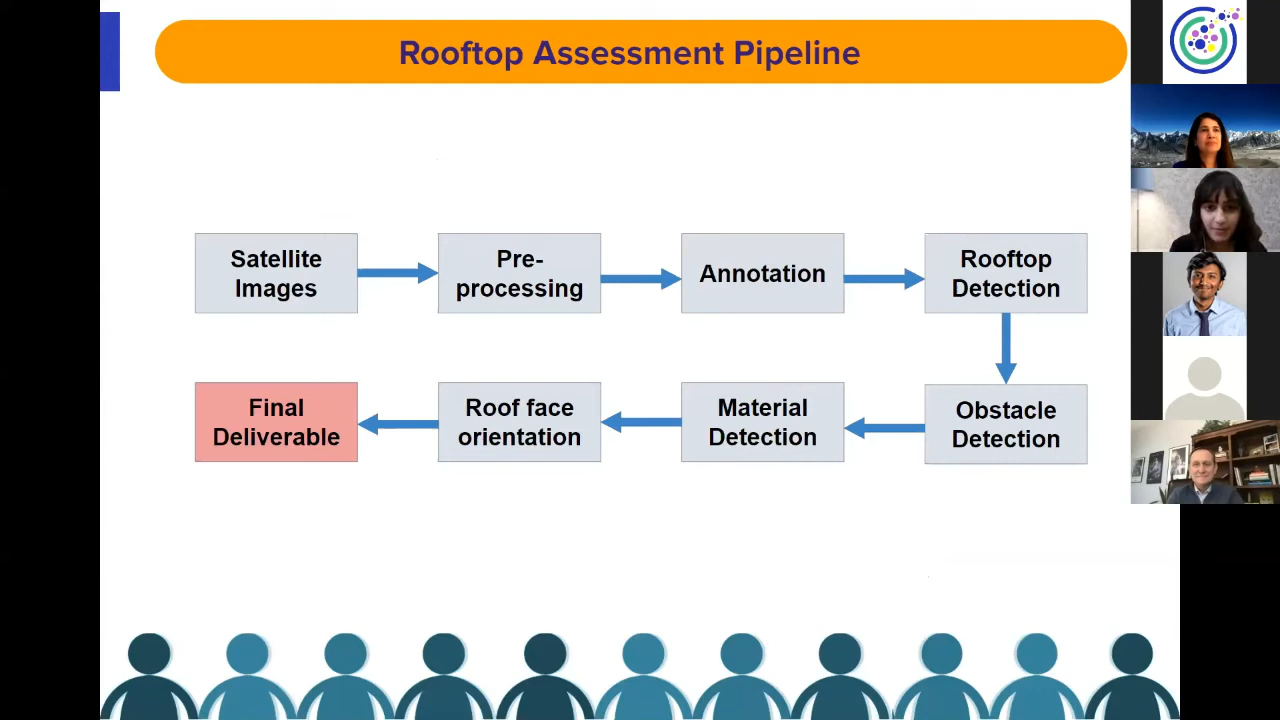 Rooftop Assessment Pipeline
Satellite
Images
Pre-
processing
Annotation
Rooftop
Detection
Final
Deliverable
Roof face
orientation
Material
Detection
Obstacle
Detection